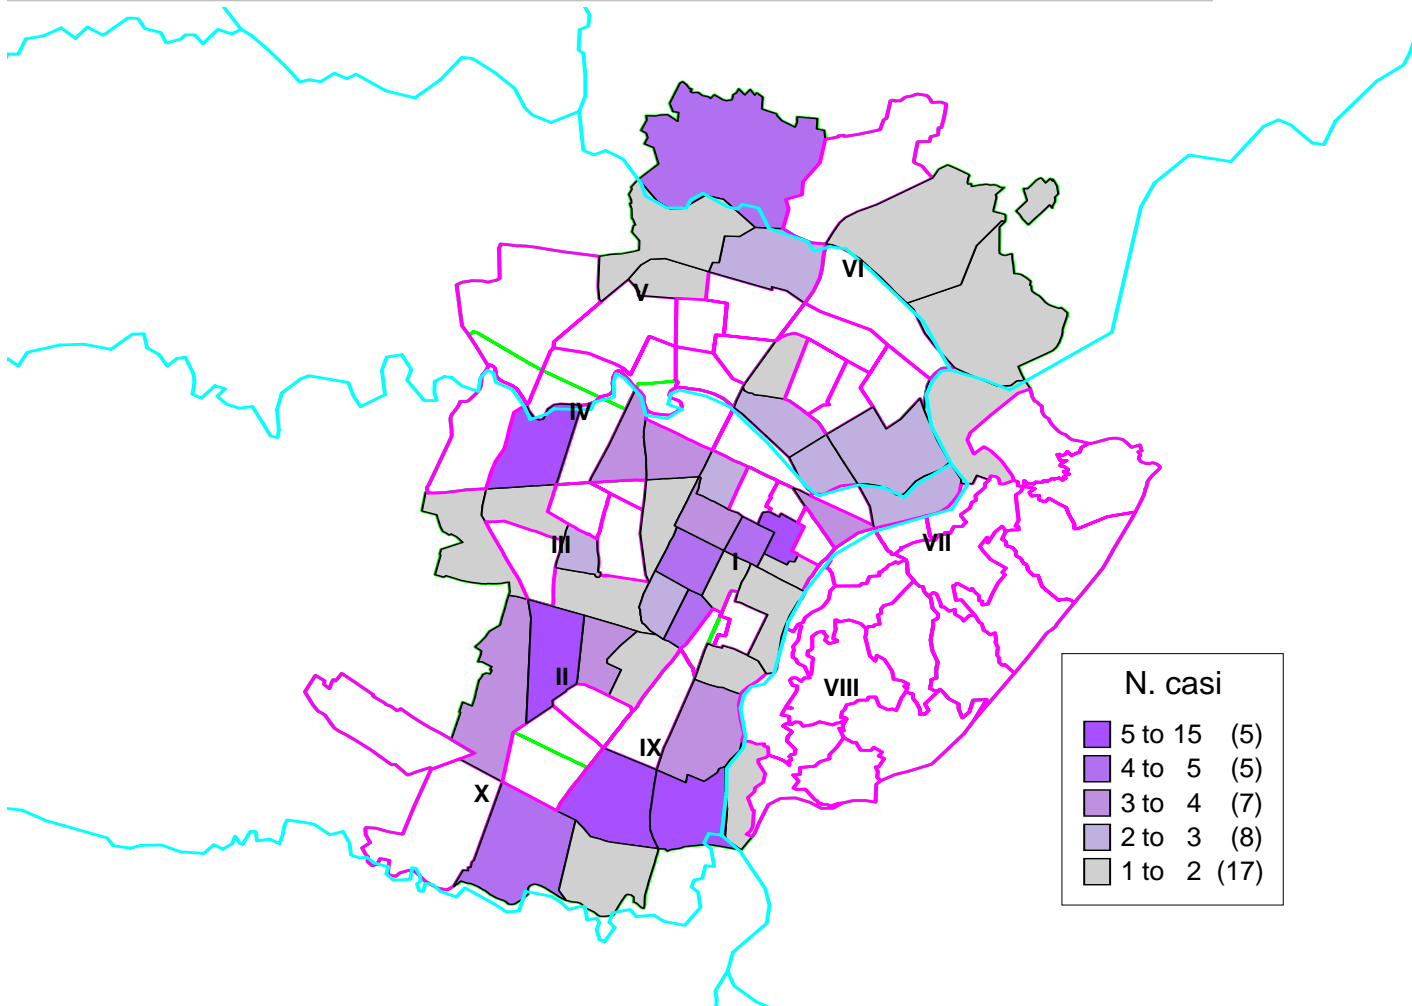 VI
V
IV
III
I
VII
II
VIII
IX
X
N. casi
5 to 15 (5)
4 to 5 (5)
3 to 4 (7)
2 to 3 (8)
1 to 2 (17)